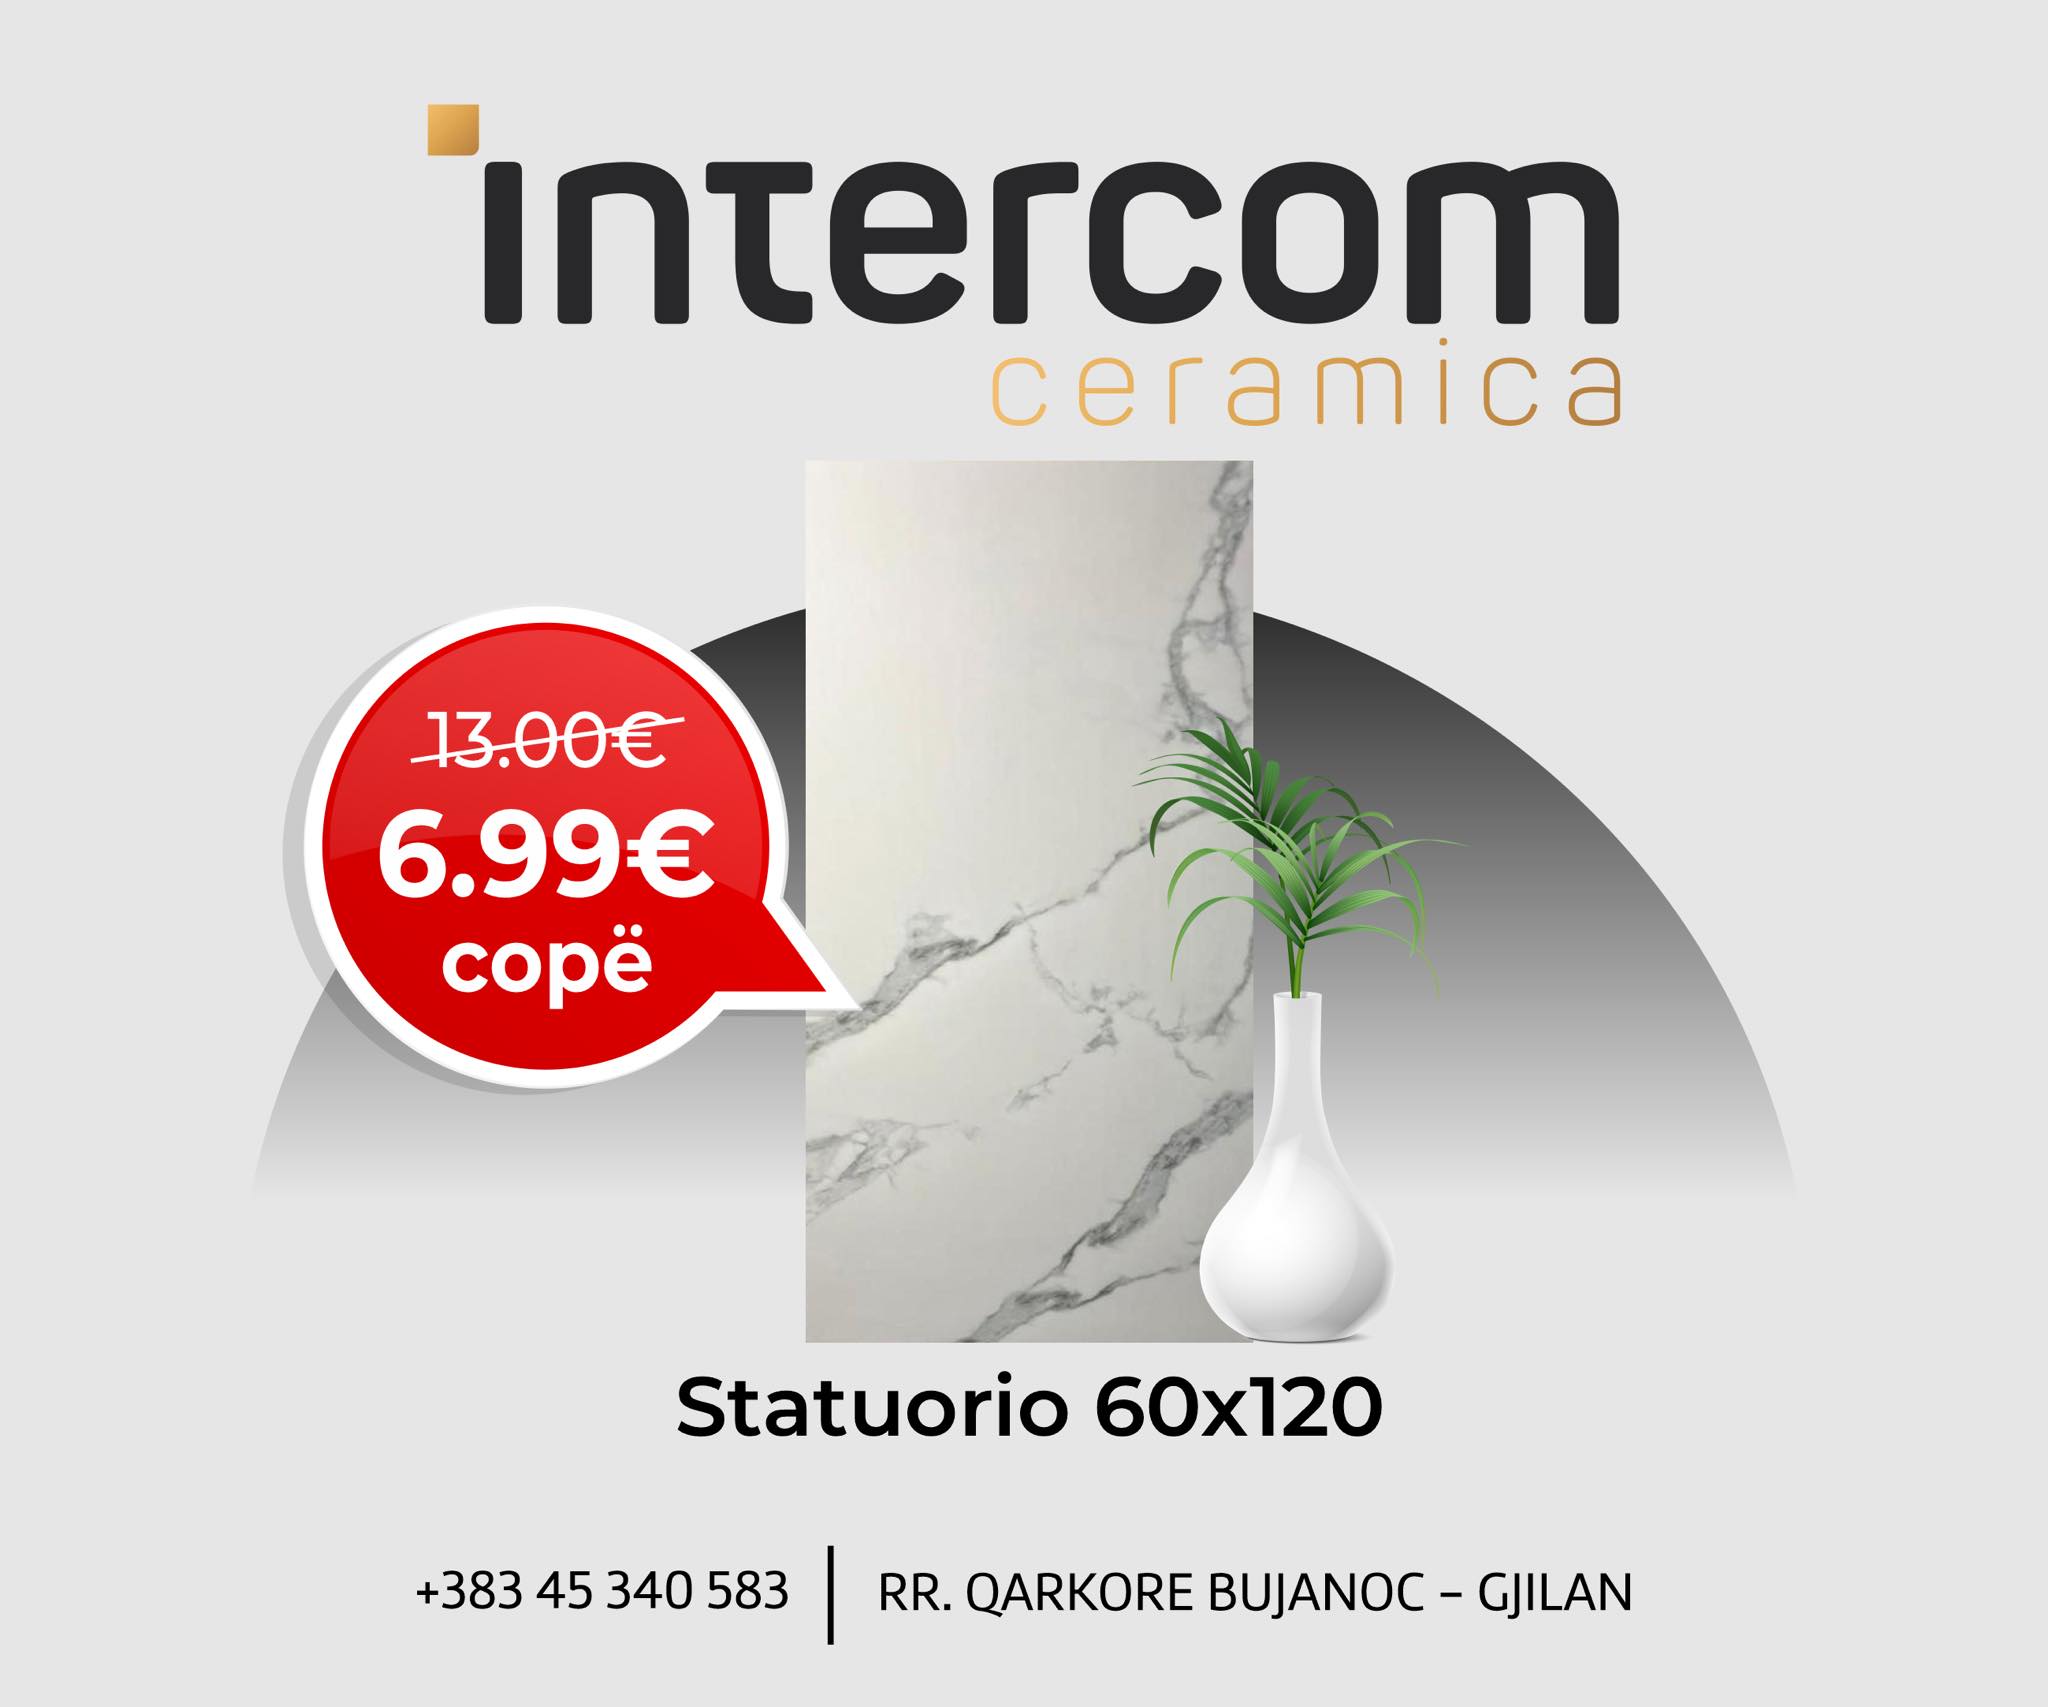 intercom
ceramica
13.00€
6.99€
copë
Statuorio 60x120
+383 45 340 583 | RR. QARKORE BUJANOC – GJILAN